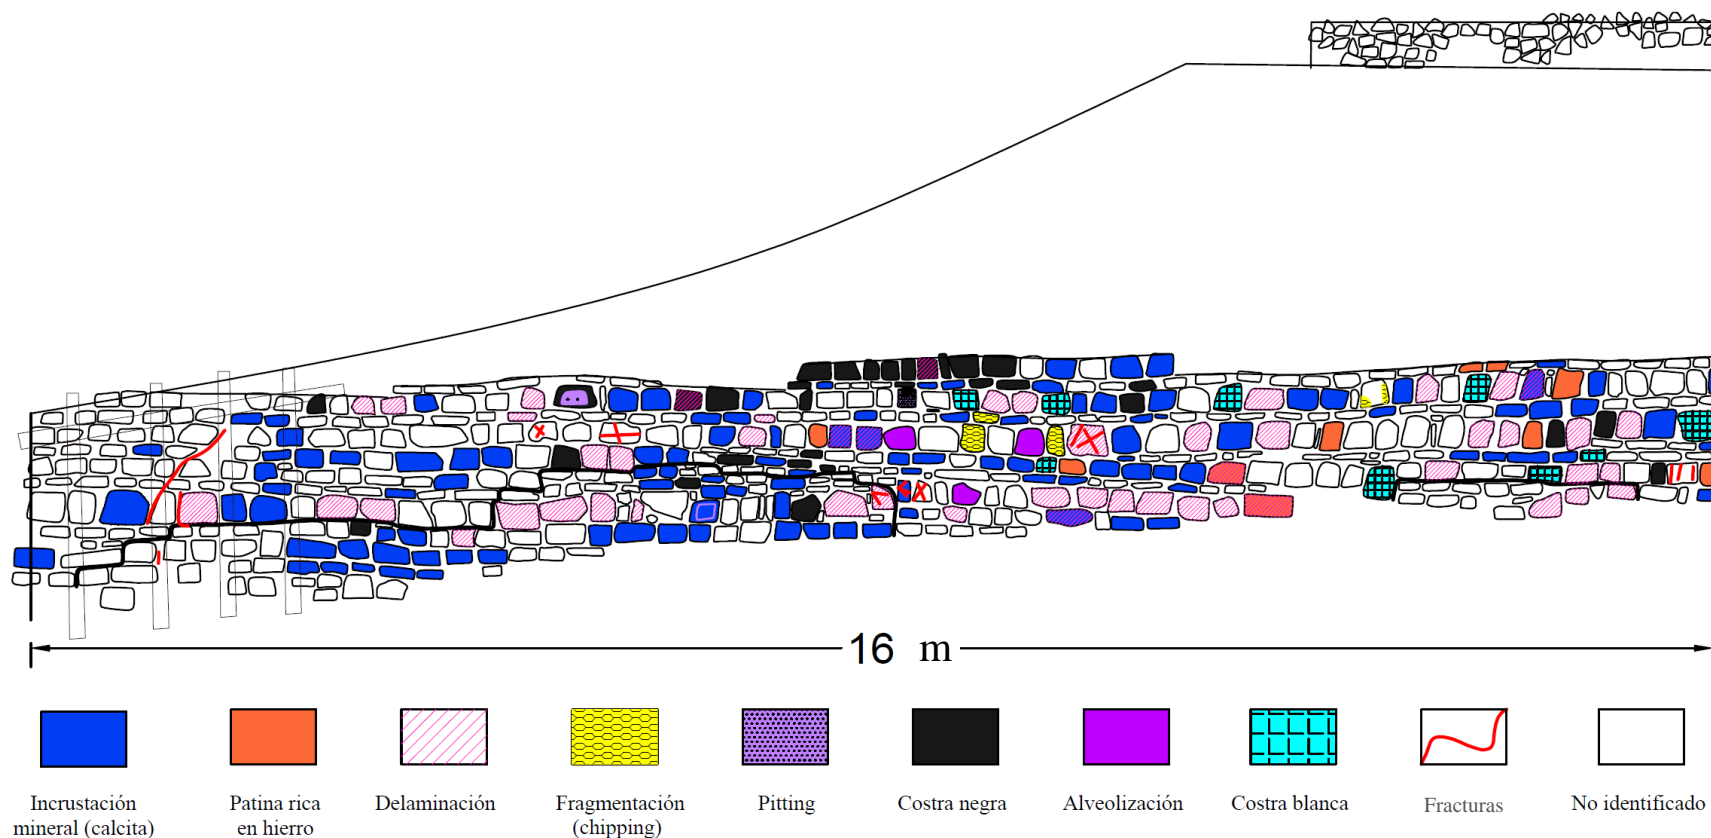 16 m
Incrustación
mineral (calcita)
Patina rica
en hierro
Delaminación
Fragmentación
(chipping)
Pitting
Costra negra
Alveolización
Costra blanca
Fracturas
No identificado